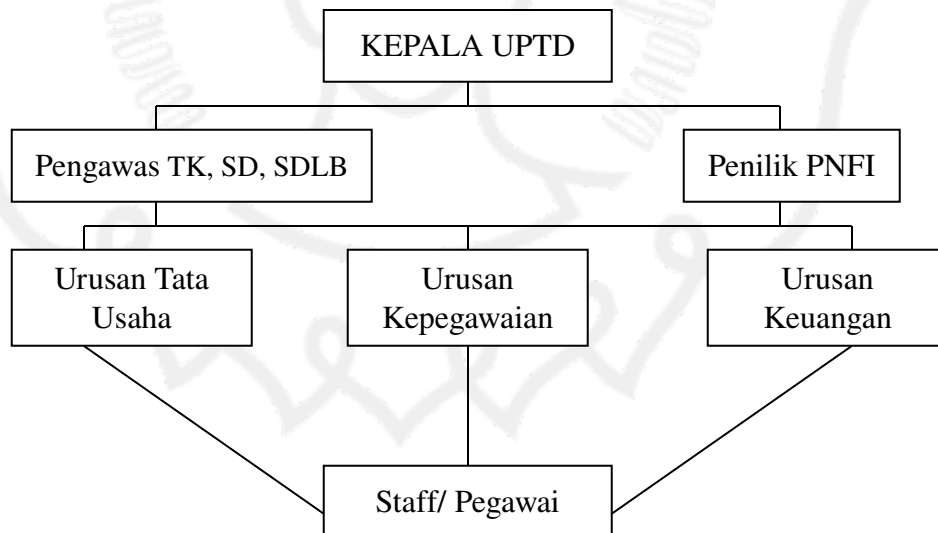 KEPALA UPTD
Pengawas TK, SD, SDLB
Penilik PNFI
Urusan Tata
Usaha
Urusan
Kepegawaian
Urusan
Keuangan
Staff/ Pegawai